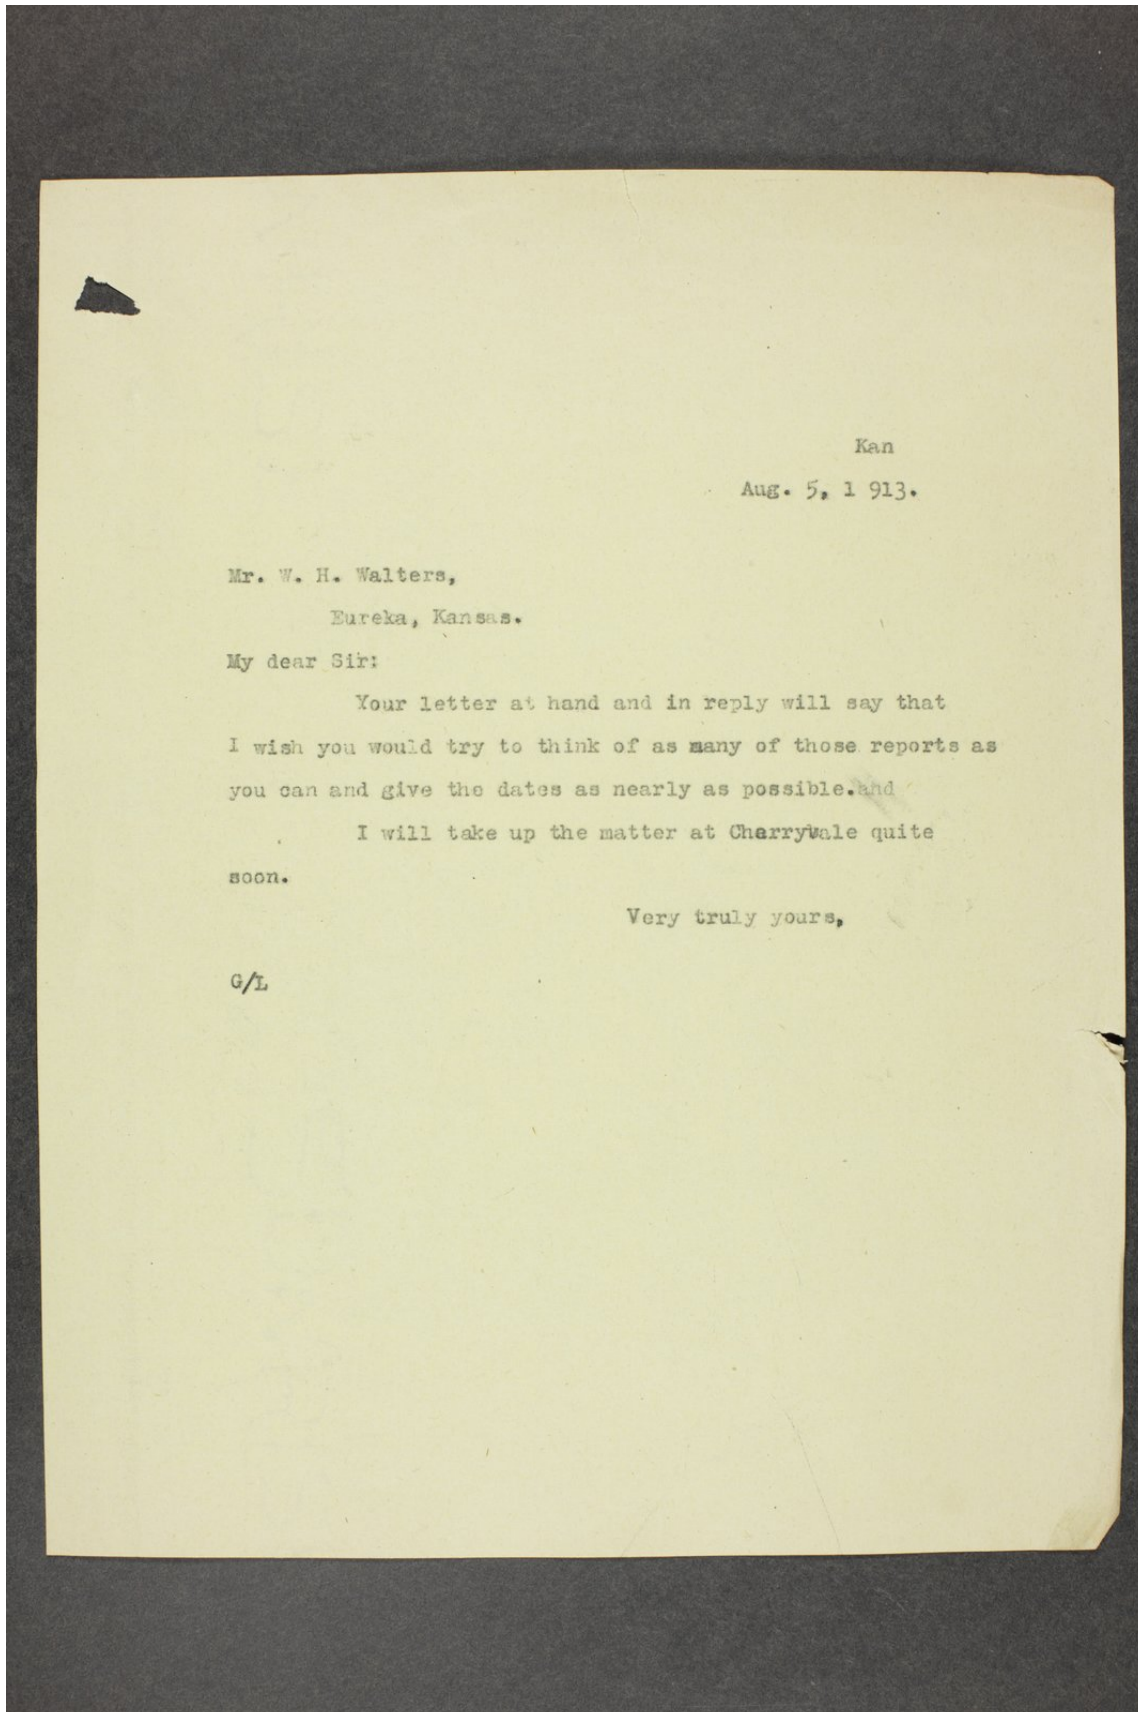 Kan
Aug. 5, 1 913.
Mr. W. H. Walters,
Eureka, Kansas.
My dear Sir:
Your letter at hand and in reply will say that
I wish you would try to think of as many of those reports as
you can and give the dates as nearly as possible.and
I will take up the matter at Cherryvale quite
soon.
Very truly yours,
G/L